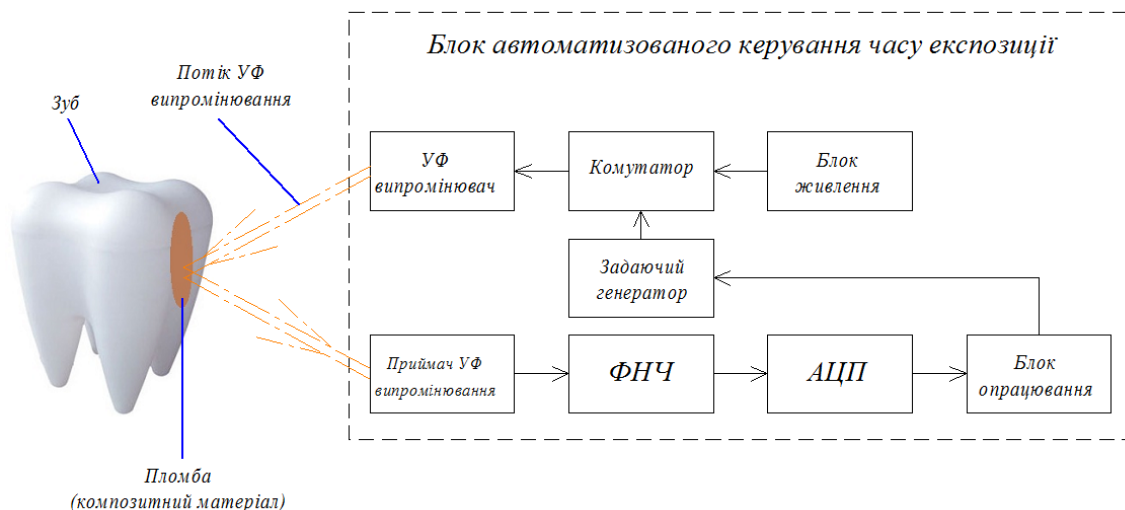 Блок автоматизованого керування часу експозиції
Потік УФ
випромінювання
Зуб
УФ
випромінювач
Комутатор
Блок
живлення
Задаючий
генератор
Приймач УФ
випромінювання
ФНЧ
АЦП
Блок
опрацювання
Пломба
(композитний матеріал)